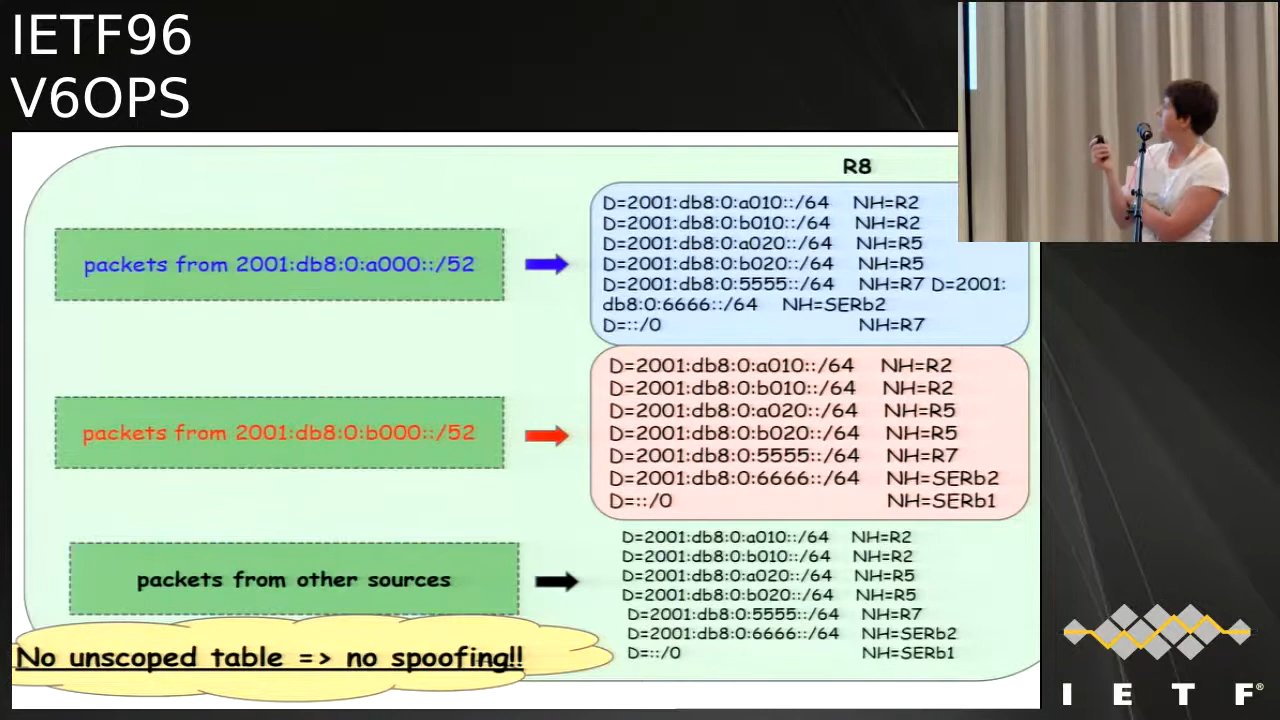 IETF96
V6OPS
R8
packets from 2001:db8:0:a000::/52
D=2001:db8:0:a010::/64 NH=R2
D=2001:db8:0:b010::/64 NH=R2
D=2001:db8:0:a020::/64 NH=R5
D=2001:db8:0:b020::/64 NH=R5
D=2001:db8:0:5555::/64 NH=R7 D=2001:
db8:0:6666::/64 NH=SERb2
D=::/0 NH=R7
packets from 2001:db8:0:b000::/52
D=2001:db8:0:a010::/64 NH=R2
D=2001:db8:0:b010::/64 NH=R2
D=2001:db8:0:a020::/64 NH=R5
D=2001:db8:0:b020::/64 NH=R5
D=2001:db8:0:5555::/64 NH=R7
D=2001:db8:0:6666::/64 NH=SERb2
D=::/0 NH=SERb1
packets from other sources
D=2001:db8:0:a010::/64 NH=R2
D=2001:db8:0:b010::/64 NH=R2
D=2001:db8:0:a020::/64 NH=R5
D=2001:db8:0:b020::/64 NH=R5
D=2001:db8:0:5555::/64 NH=R7
D=2001:db8:0:6666::/64 NH=SERb2
D=::/0 NH=SERb1
No unscoped table => no spoofing!!
I E T F®